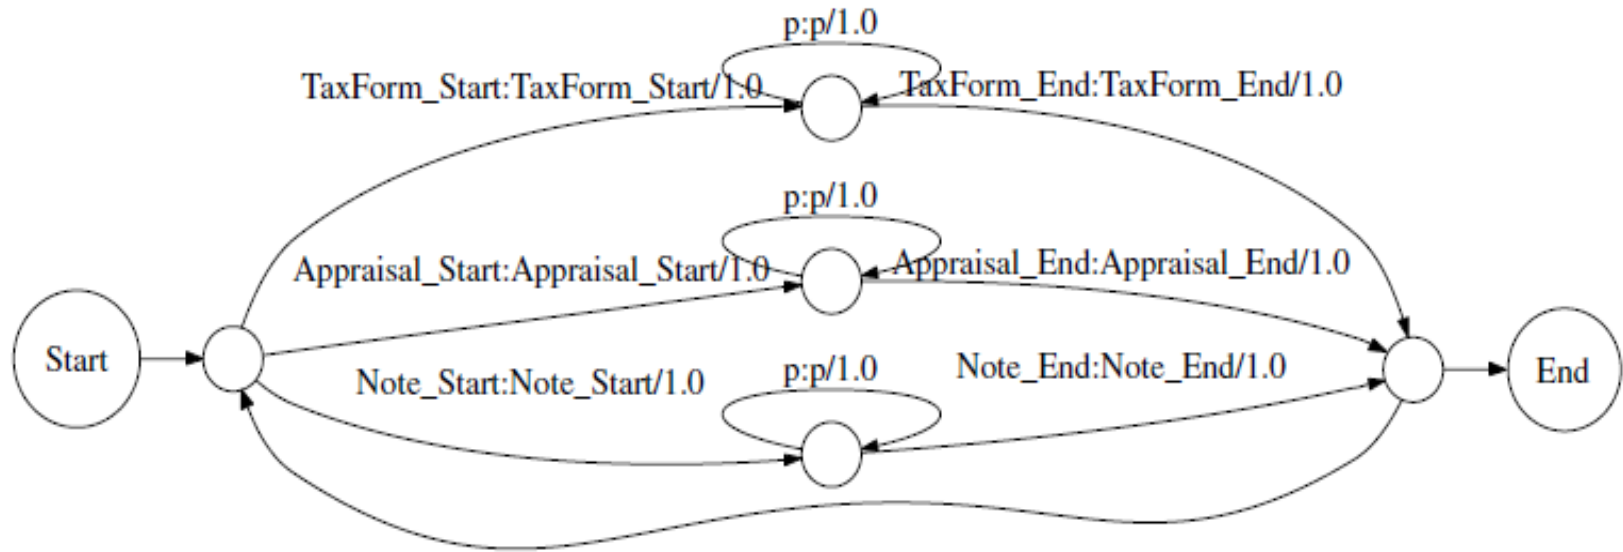 p:p/1.0
TaxForm_Start:TaxForm_Start/1.0
TaxForm_End:TaxForm_End/1.0
p:p/1.0
Appraisal_Start:Appraisal_Start/1.0
Appraisal_End:Appraisal_End/1.0
Start
Note_Start:Note_Start/1.0
p:p/1.0
Note_End:Note_End/1.0
End